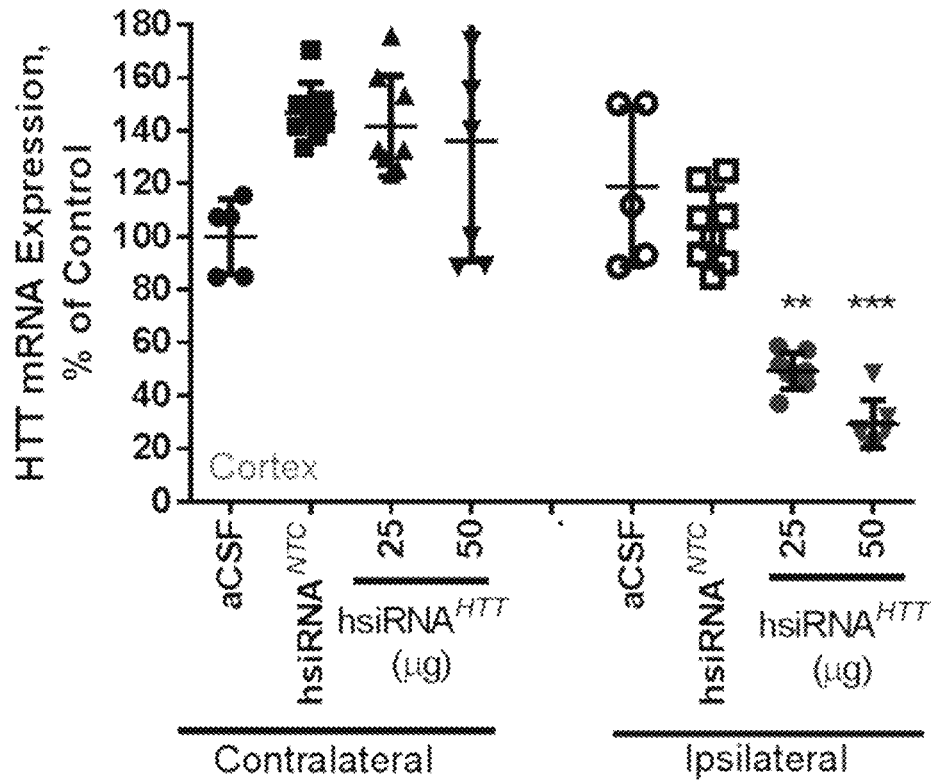 HTT mRNA Expression,
% of Control
180
160
140
120
100
80
60
40
20
0
** ***
Cortex
aCSF
hsiRNA^NTC
25
50
hsiRNA^HTT
(µg)
aCSF
hsiRNA^NTC
25
50
hsiRNA^HTT
(µg)
Contralateral
Ipsilateral